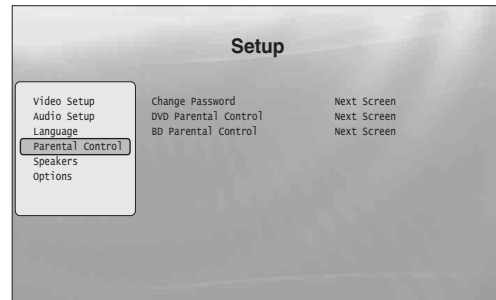 Setup
Video Setup
Audio Setup
Language
Parental Control
Speakers
Options
Change Password Next Screen
DVD Parental Control Next Screen
BD Parental Control Next Screen